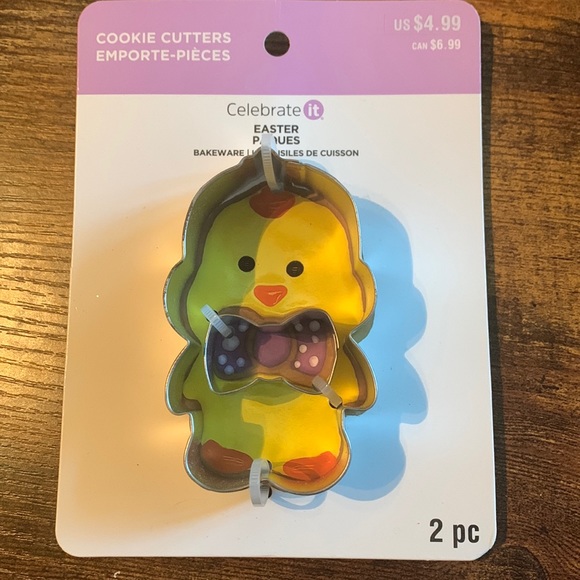 COOKIE CUTTERS
EMPORTE-PIÈCES
US $4.99
CAN $6.99
Celebrate it
EASTER
BAKEWARE
DE CUISSON
2 pc